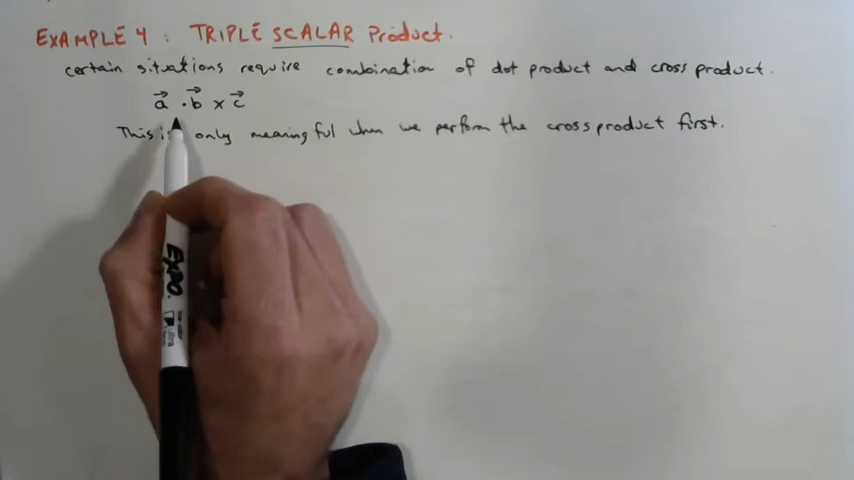 EXAMPLE 4 : TRIPLE SCALAR Product.
certain situations require combination of dot product and cross product.
a⃗ · b⃗ × c⃗
This is only meaningful when we perform the cross product first.
EXPO